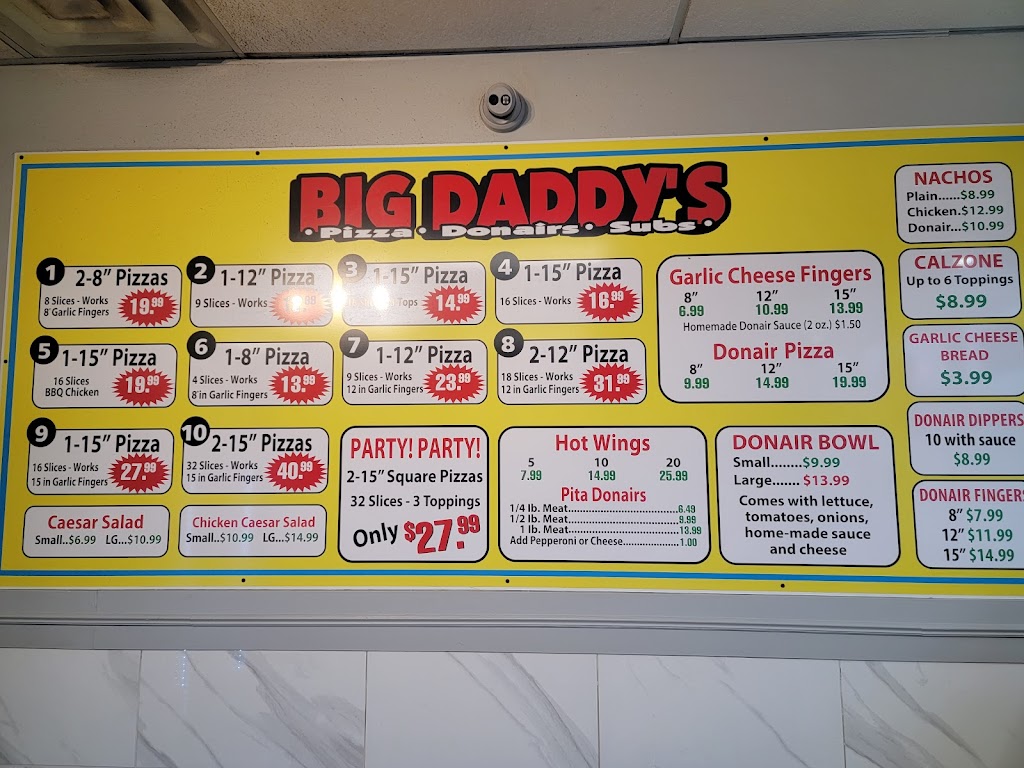 BIG DADDY'S
• Pizza • Donairs • Subs •
1
2-8" Pizzas
8 Slices - Works
8 Garlic Fingers
19.99
2
1-12" Pizza
9 Slices - Works
3
1-15" Pizza
Tops
14.99
4
1-15" Pizza
16 Slices - Works
16.99
5
1-15" Pizza
16 Slices
BBQ Chicken
19.99
6
1-8" Pizza
4 Slices - Works
8 in Garlic Fingers
13.99
7
1-12" Pizza
9 Slices - Works
12 in Garlic Fingers
23.99
8
2-12" Pizza
18 Slices - Works
12 in Garlic Fingers
31.99
9
1-15" Pizza
16 Slices - Works
15 in Garlic Fingers
27.99
10
2-15" Pizzas
32 Slices - Works
15 in Garlic Fingers
40.99
Caesar Salad
Small..$6.99 LG...$10.99
Chicken Caesar Salad
Small..$10.99 LG...$14.99
PARTY! PARTY!
2-15" Square Pizzas
32 Slices - 3 Toppings
Only $27.99
Garlic Cheese Fingers
8" 12" 15"
6.99 10.99 13.99
Homemade Donair Sauce (2 oz.) $1.50
Donair Pizza
8" 12" 15"
9.99 14.99 19.99
Hot Wings
5 10 20
7.99 14.99 25.99
Pita Donairs
1/4 lb. Meat...6.49
1/2 lb. Meat...9.99
1 lb. Meat...13.99
Add Pepperoni or Cheese...1.00
DONAIR BOWL
Small........$9.99
Large....... $13.99
Comes with lettuce,
tomatoes, onions,
home-made sauce
and cheese
NACHOS
Plain......$8.99
Chicken.$12.99
Donair...$10.99
CALZONE
Up to 6 Toppings
$8.99
GARLIC CHEESE
BREAD
$3.99
DONAIR DIPPERS
10 with sauce
$8.99
DONAIR FINGERS
8" $7.99
12" $11.99
15" $14.99